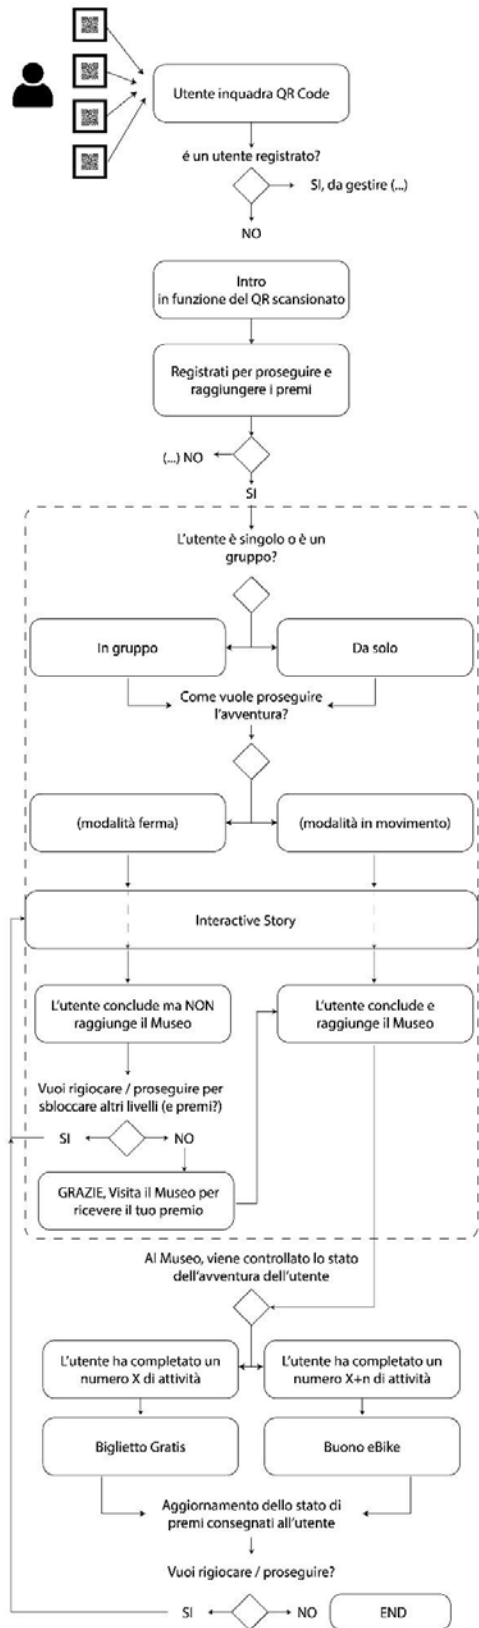 Utente inquadra QR Code
é un utente registrato?
SI, da gestire (...)
NO
Intro
in funzione del QR scansionato
Registrati per proseguire e
raggiungere i premi
(...) NO
SI
L'utente è singolo o è un
gruppo?
In gruppo
Da solo
Come vuole proseguire
l'avventura?
(modalità ferma)
(modalità in movimento)
Interactive Story
L'utente conclude ma NON
raggiunge il Museo
L'utente conclude e
raggiunge il Museo
Vuoi rigiocare / proseguire per
sbloccare altri livelli (e premi?)
SI
NO
GRAZIE, Visita il Museo per
ricevere il tuo premio
Al Museo, viene controllato lo stato
dell'avventura dell'utente
L'utente ha completato un
numero X di attività
L'utente ha completato un
numero X+n di attività
Biglietto Gratis
Buono eBike
Aggiornamento dello stato di
premi consegnati all'utente
Vuoi rigiocare / proseguire?
SI
NO
END